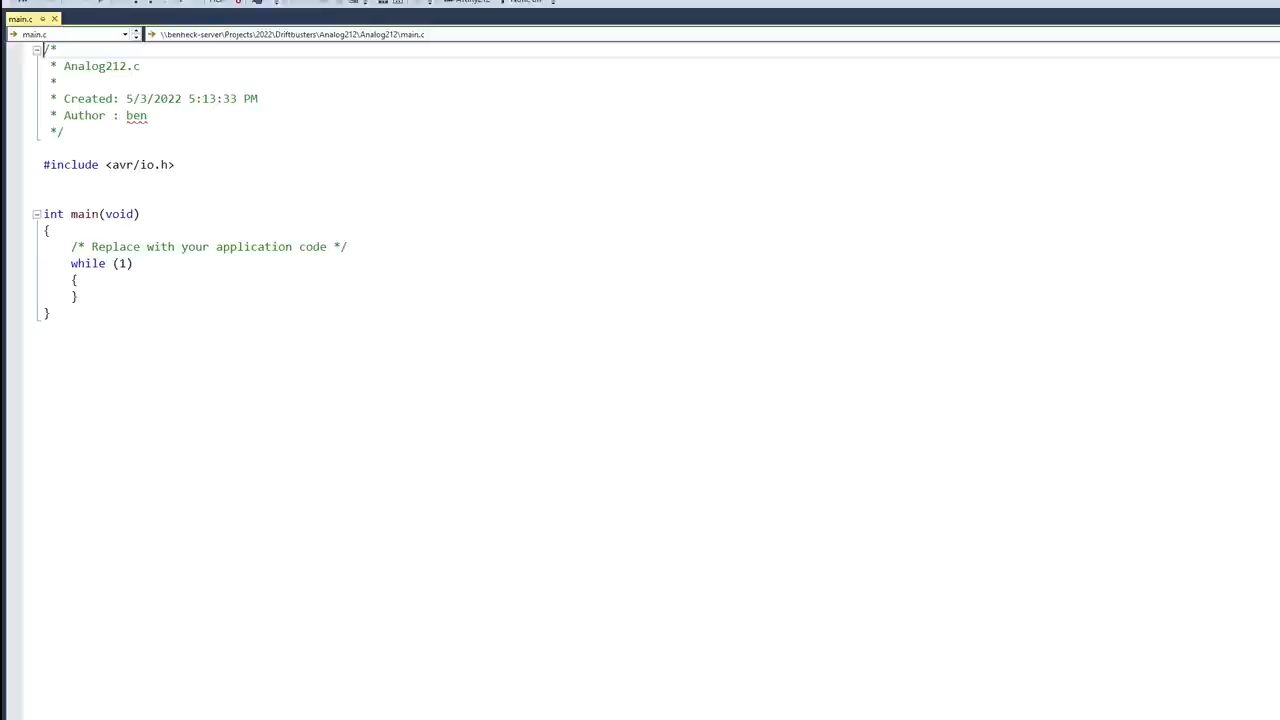 main.c
main.c \\benheck-server\Projects\2022\Driftbusters\Analog212\Analog212\main.c
/*
* Analog212.c
*
* Created: 5/3/2022 5:13:33 PM
* Author : ben
*/
#include <avr/io.h>
int main(void)
{
/* Replace with your application code */
while (1)
{
}
}